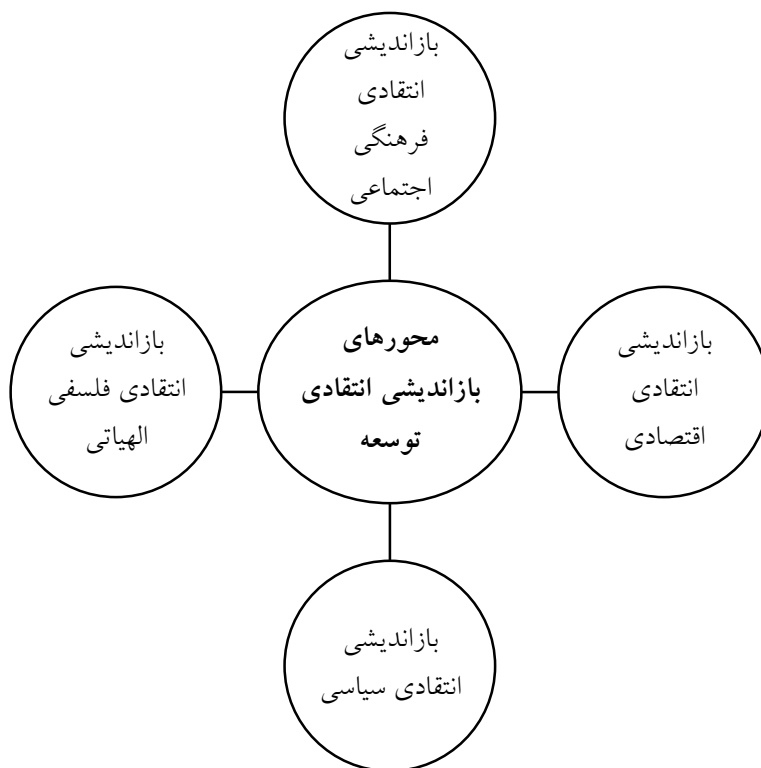 بازاندیشی
انتقادی
فرهنگی
اجتماعی
محورهای
بازاندیشی انتقادی
توسعه
بازاندیشی
انتقادی
اقتصادی
بازاندیشی
انتقادی فلسفی
الهیاتی
بازاندیشی
انتقادی سیاسی